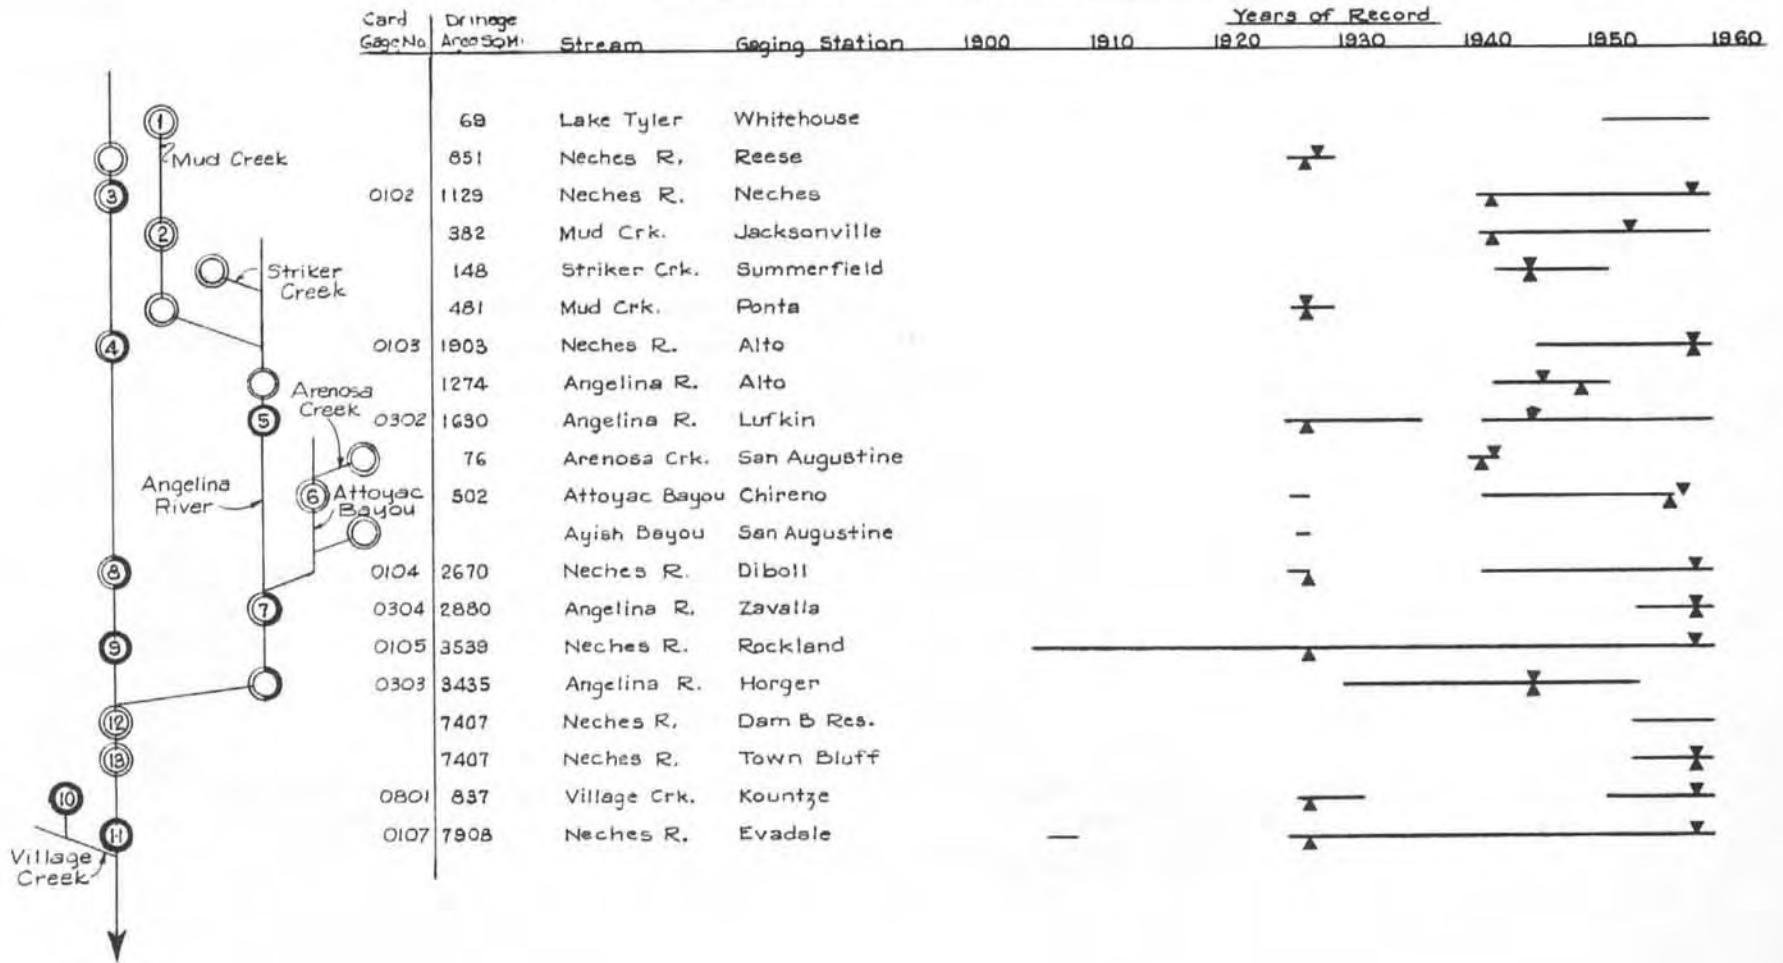 Years of Record
Card Drinage
Gage No Area Sq Mi. Stream Gaging Station 1900 1910 1920 1930 1940 1950 1960
1 69 Lake Tyler Whitehouse
Mud Creek 851 Neches R. Reese
3 0102 1129 Neches R. Neches
2 382 Mud Crk. Jacksonville
Striker Creek 148 Striker Crk. Summerfield
481 Mud Crk. Ponta
4 0103 1903 Neches R. Alto
Arenosa Creek 1274 Angelina R. Alto
5 0302 1630 Angelina R. Lufkin
76 Arenosa Crk. San Augustine
Angelina River 6 Attoyac Bayou 502 Attoyac Bayou Chireno
Ayish Bayou San Augustine
8 0104 2670 Neches R. Diboll
7 0304 2880 Angelina R. Zavalla
9 0105 3539 Neches R. Rockland
0303 3435 Angelina R. Horger
12 7407 Neches R. Dam B Res.
13 7407 Neches R. Town Bluff
10 0801 837 Village Crk. Kountze
11 0107 7908 Neches R. Evadale
Village Creek